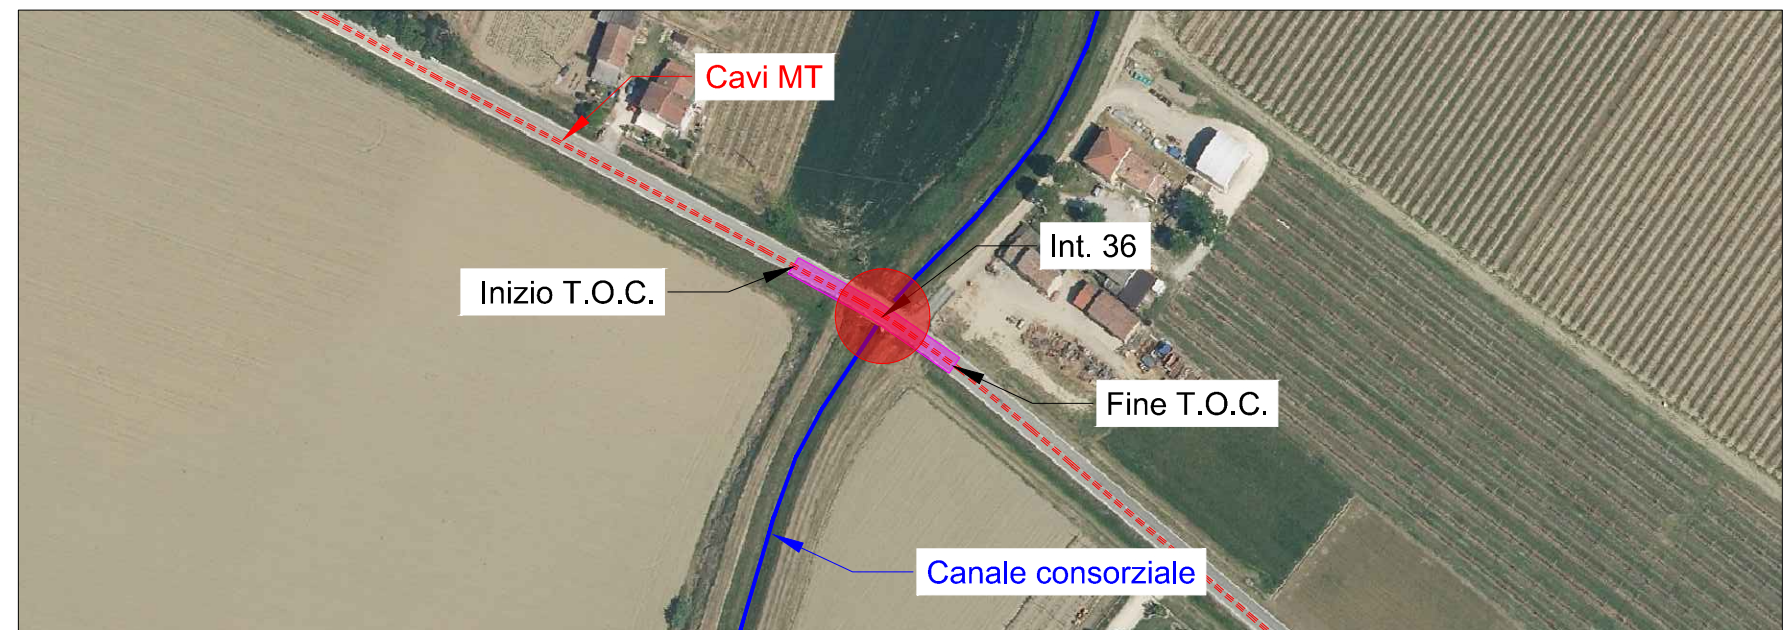 Cavi MT
Int. 36
Inizio T.O.C.
Fine T.O.C.
Canale consorziale